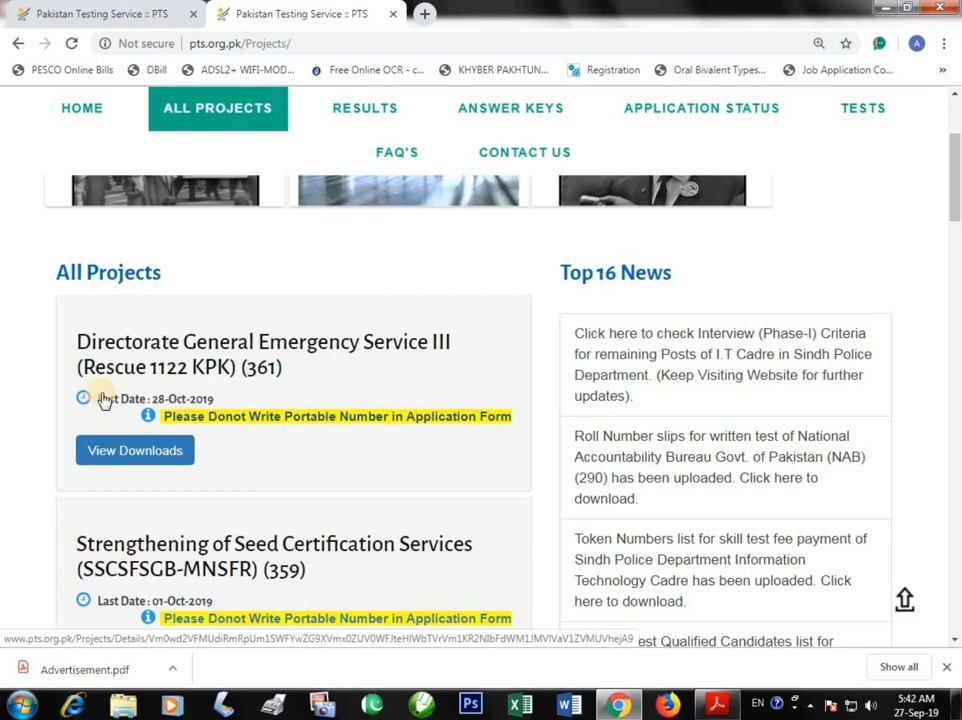 Pakistan Testing Service :: PTS
Pakistan Testing Service :: PTS
Not secure
pts.org.pk/Projects/
PESCO Online Bills
DBill
ADSL2+ WIFI-MOD...
Free Online OCR - c...
KHYBER PAKHTUN...
Registration
Oral Bivalent Types...
Job Application Co...
HOME
ALL PROJECTS
RESULTS
ANSWER KEYS
APPLICATION STATUS
TESTS
FAQ'S
CONTACT US
All Projects
Directorate General Emergency Service III
(Rescue 1122 KPK) (361)
Date : 28-Oct-2019
Please Donot Write Portable Number in Application Form
View Downloads
Strengthening of Seed Certification Services
(SSCSFSGB-MNSFR) (359)
Last Date : 01-Oct-2019
Please Donot Write Portable Number in Application Form
Top 16 News
Click here to check Interview (Phase-I) Criteria
for remaining Posts of I.T Cadre in Sindh Police
Department. (Keep Visiting Website for further
updates).
Roll Number slips for written test of National
Accountability Bureau Govt. of Pakistan (NAB)
(290) has been uploaded. Click here to
download.
Token Numbers list for skill test fee payment of
Sindh Police Department Information
Technology Cadre has been uploaded. Click
here to download.
Qualified Candidates list for
Advertisement.pdf
Show all
EN
5:42 AM
27-Sep-19